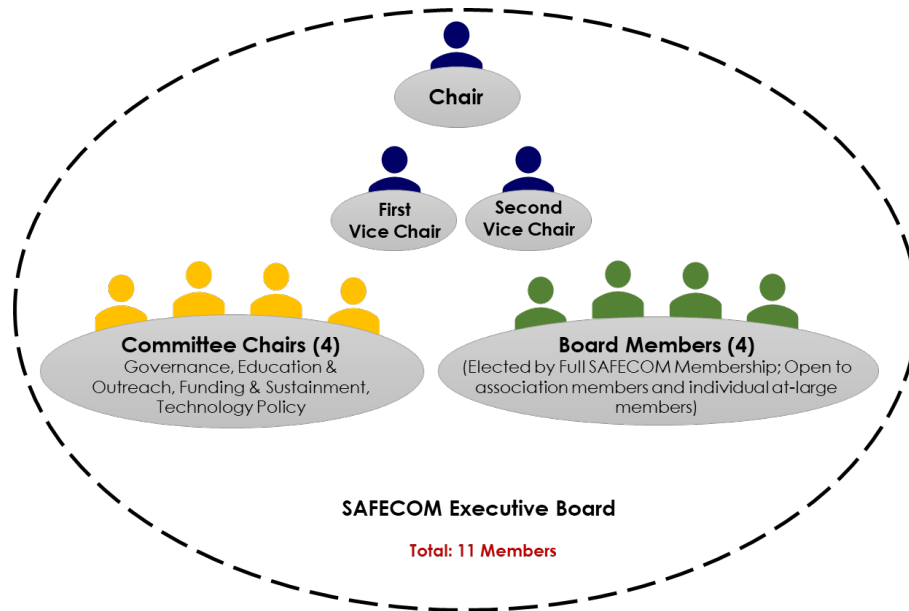 Chair
First
Vice Chair
Second
Vice Chair
Committee Chairs (4)
Governance, Education &
Outreach, Funding & Sustainment,
Technology Policy
Board Members (4)
(Elected by Full SAFECOM Membership; Open to
association members and individual at-large
members)
SAFECOM Executive Board
Total: 11 Members